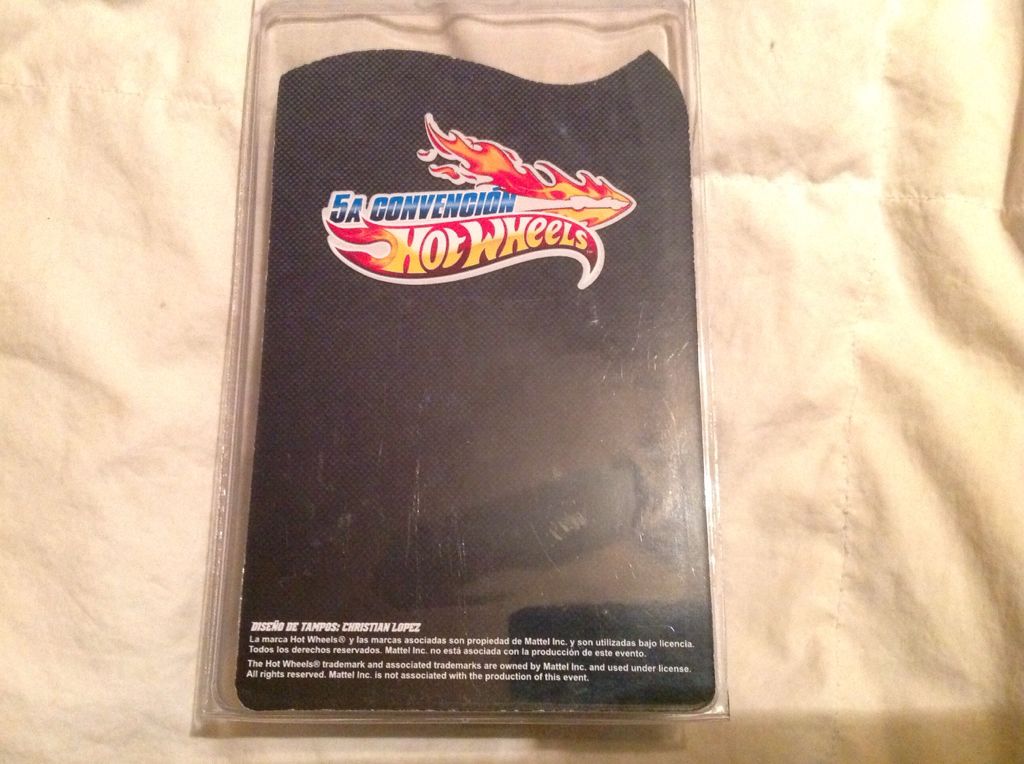 5A CONVENCIÓN
HOT WHEELS
DISEÑO DE TAMPOS: CHRISTIAN LOPEZ
La marca Hot Wheels® y las marcas asociadas son propiedad de Mattel Inc. y son utilizadas bajo licencia.
Todos los derechos reservados. Mattel Inc. no está asociada con la producción de este evento.
The Hot Wheels® trademark and associated trademarks are owned by Mattel Inc. and used under license.
All rights reserved. Mattel Inc. is not associated with the production of this event.